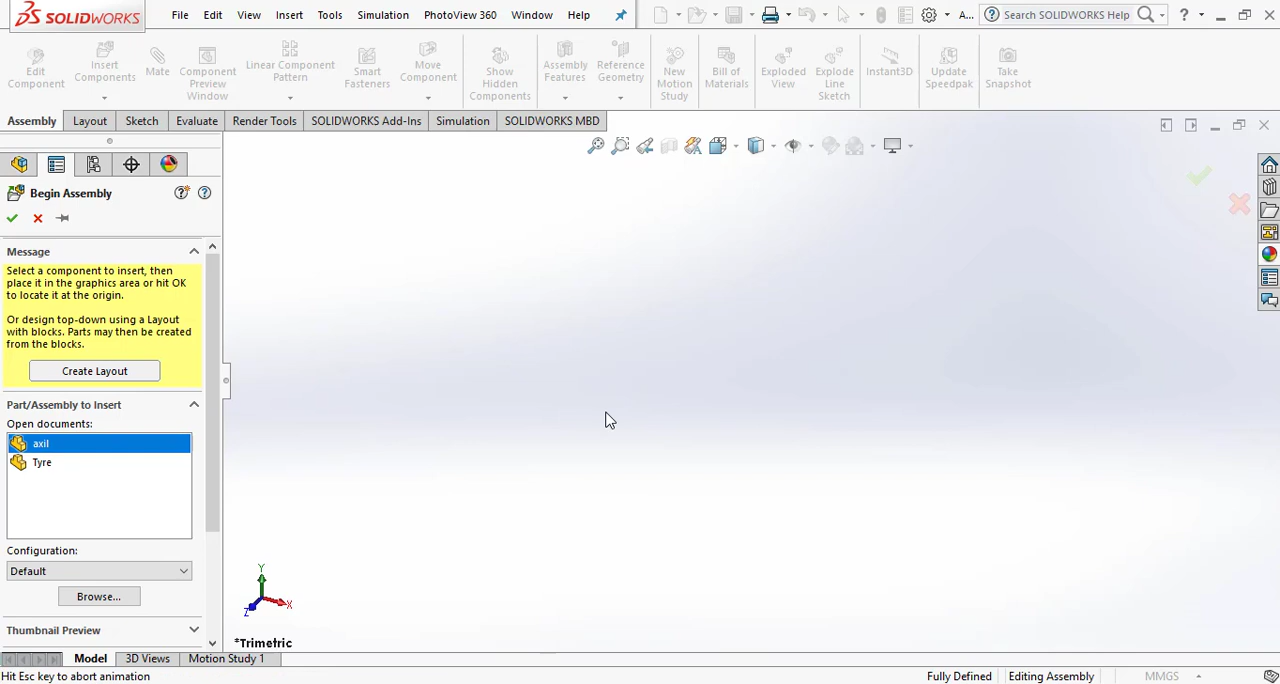 SOLIDWORKS File Edit View Insert Tools Simulation PhotoView 360 Window Help A... Search SOLIDWORKS Help ?
Edit Component
Insert Components
Mate
Component Preview Window
Linear Component Pattern
Smart Fasteners
Move Component
Show Hidden Components
Assembly Features
Reference Geometry
New Motion Study
Bill of Materials
Exploded View
Explode Line Sketch
Instant3D
Update Speedpak
Take Snapshot
Assembly Layout Sketch Evaluate Render Tools SOLIDWORKS Add-Ins Simulation SOLIDWORKS MBD
Begin Assembly
Message
Select a component to insert, then
place it in the graphics area or hit OK
to locate it at the origin.
Or design top-down using a Layout
with blocks. Parts may then be created
from the blocks.
Create Layout
Part/Assembly to Insert
Open documents:
axil
Tyre
Configuration:
Default
Browse...
Thumbnail Preview
Y
X
Z
*Trimetric
Model 3D Views Motion Study 1
Hit Esc key to abort animation Fully Defined Editing Assembly MMGS